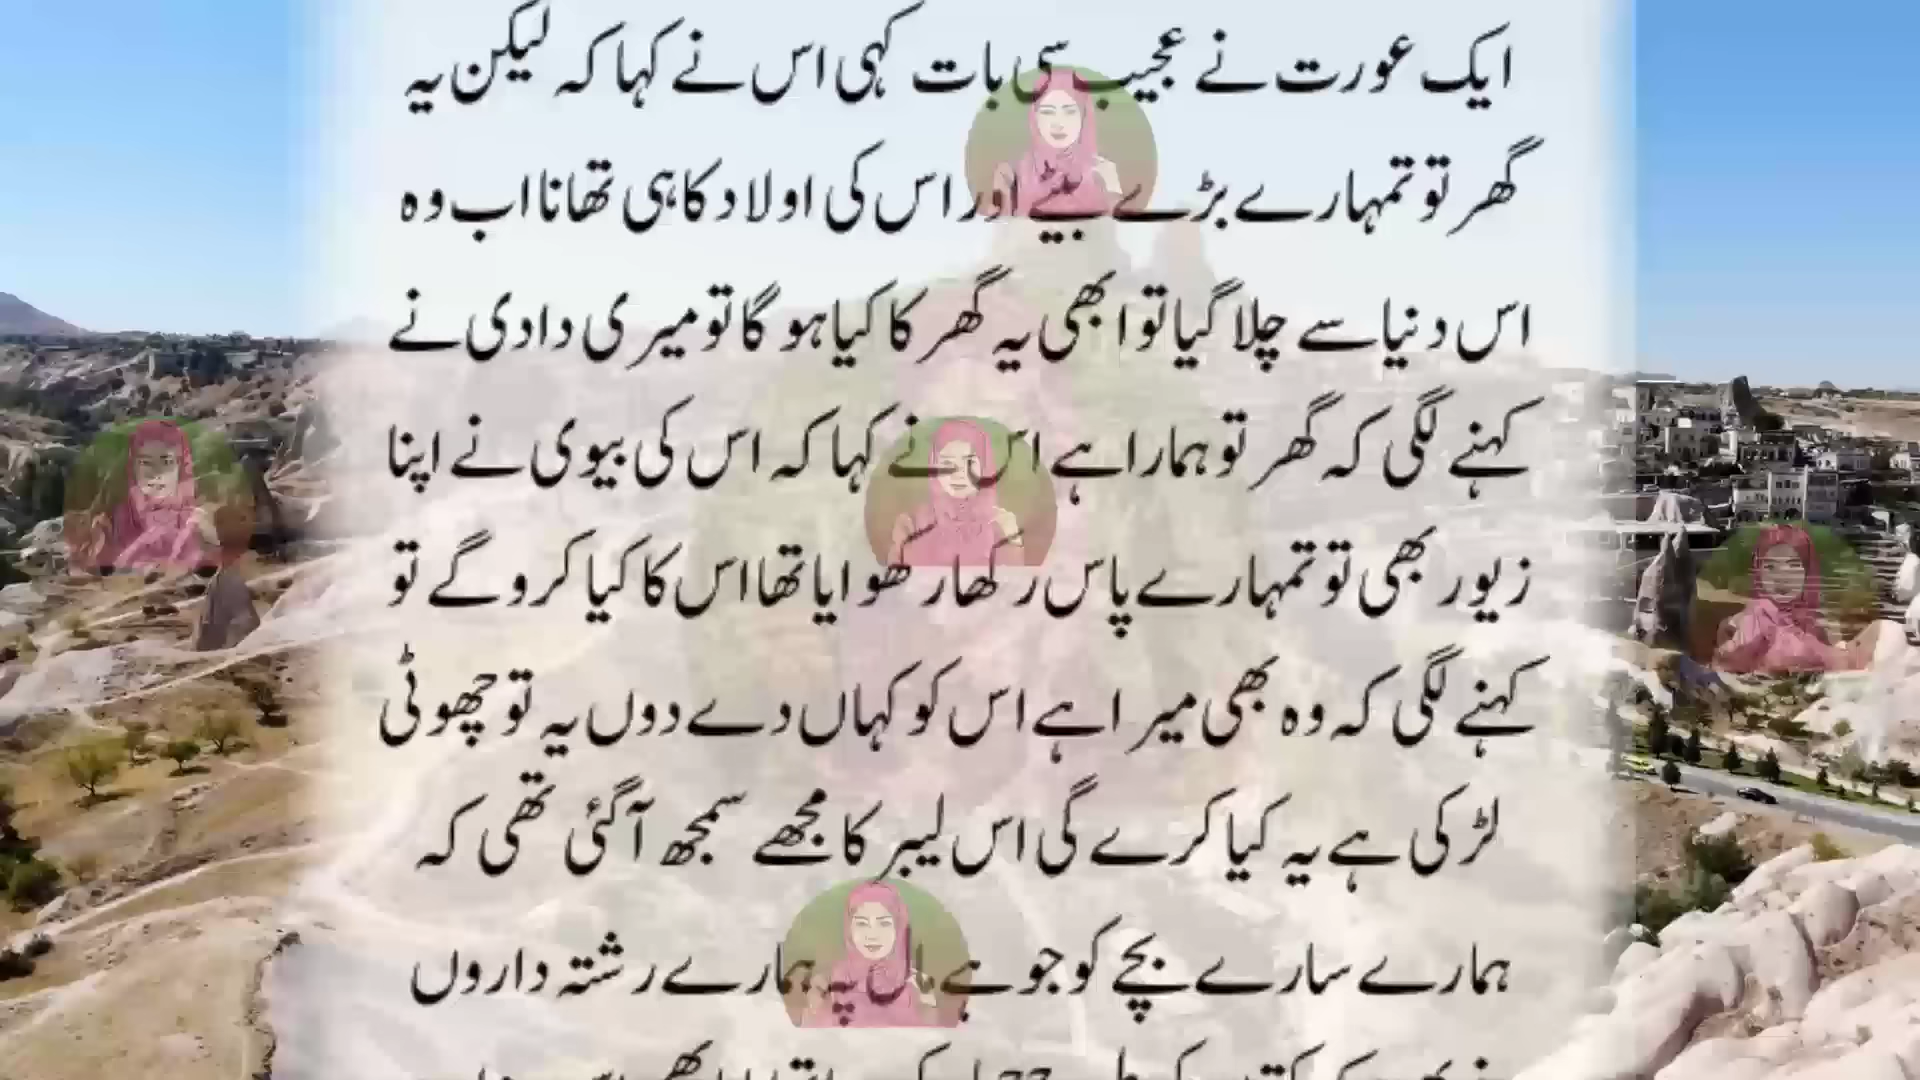 ایک عورت نے عجیب سی بات کہی اس نے کہا کہ لیکن یہ
گھر تو تمہارے بڑے بیٹے اور اس کی اولاد کا ہی تھا نا اب وہ
اس دنیا سے چلا گیا تو ابھی یہ گھر کا کیا ہو گا تو میری دادی نے
کہنے لگی کہ گھر تو ہمارا ہے اس نے کہا کہ اس کی بیوی نے اپنا
زیور بھی تو تمہارے پاس رکھا رکھوایا تھا اس کا کیا کرو گے تو
کہنے لگی کہ وہ بھی میرا ہے اس کو کہاں دے دوں یہ تو چھوٹی
لڑکی ہے یہ کیا کرے گی اس لیبر کا مجھے سمجھ آگئی تھی کہ
ہمارے سارے بچے کو جو ہے پہ ہمارے رشتہ داروں